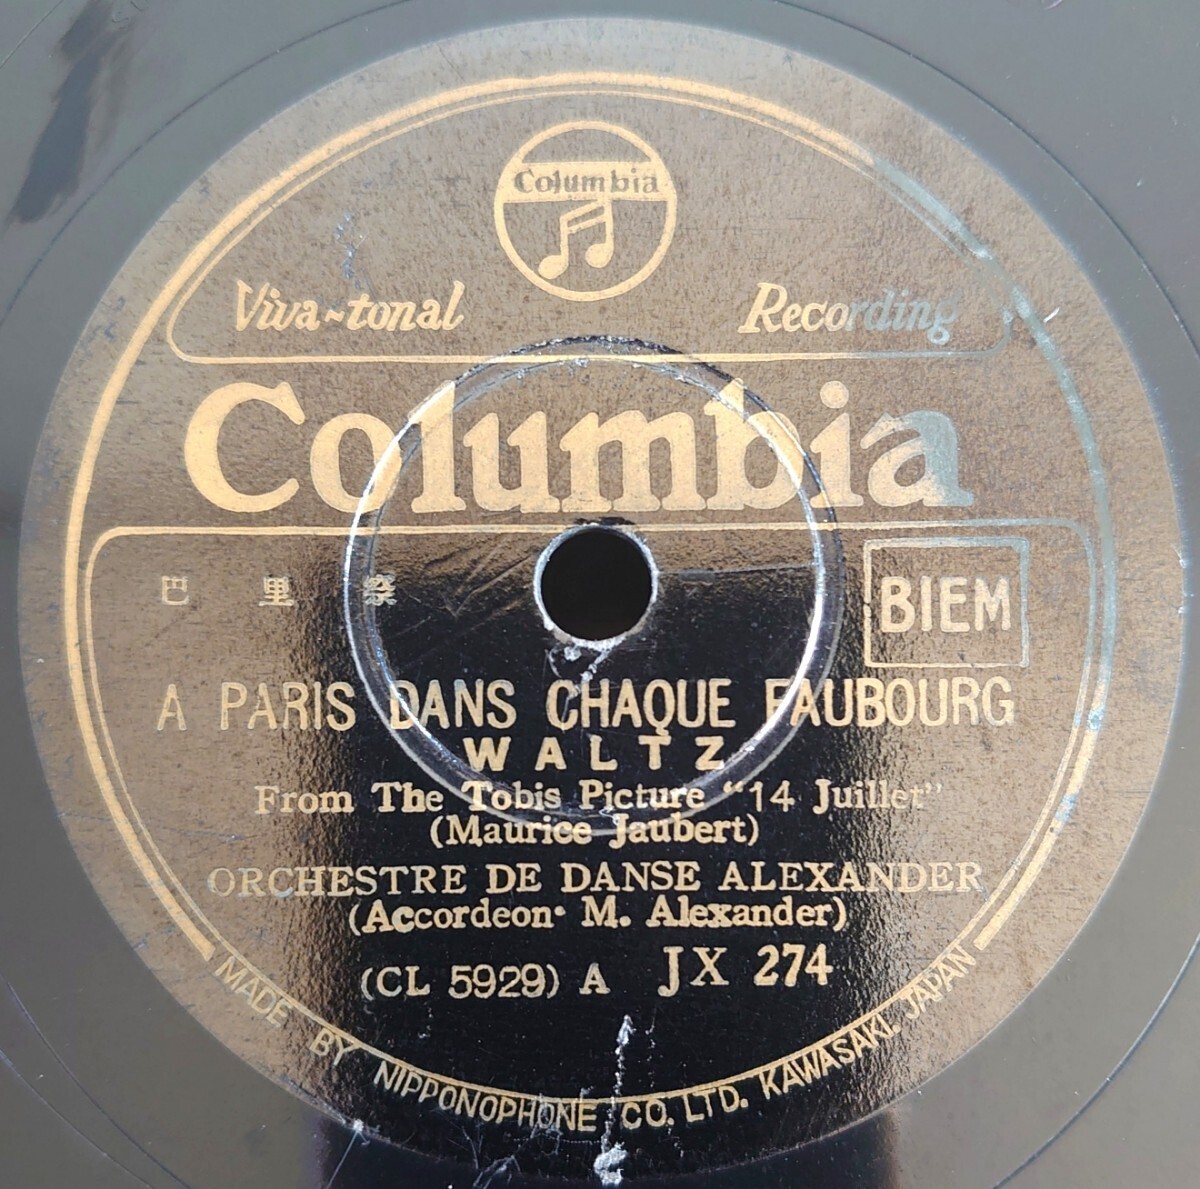 Columbia
Viva-tonal Recording
Columbia
巴里祭
BIEM
A PARIS DANS CHAQUE FAUBOURG
WALTZ
From The Tobis Picture "14 Juillet"
(Maurice Jaubert)
ORCHESTRE DE DANSE ALEXANDER
(Accordeon· M. Alexander)
(CL 5929) A JX 274
MADE BY NIPPONOPHONE CO. LTD. KAWASAKI. JAPAN